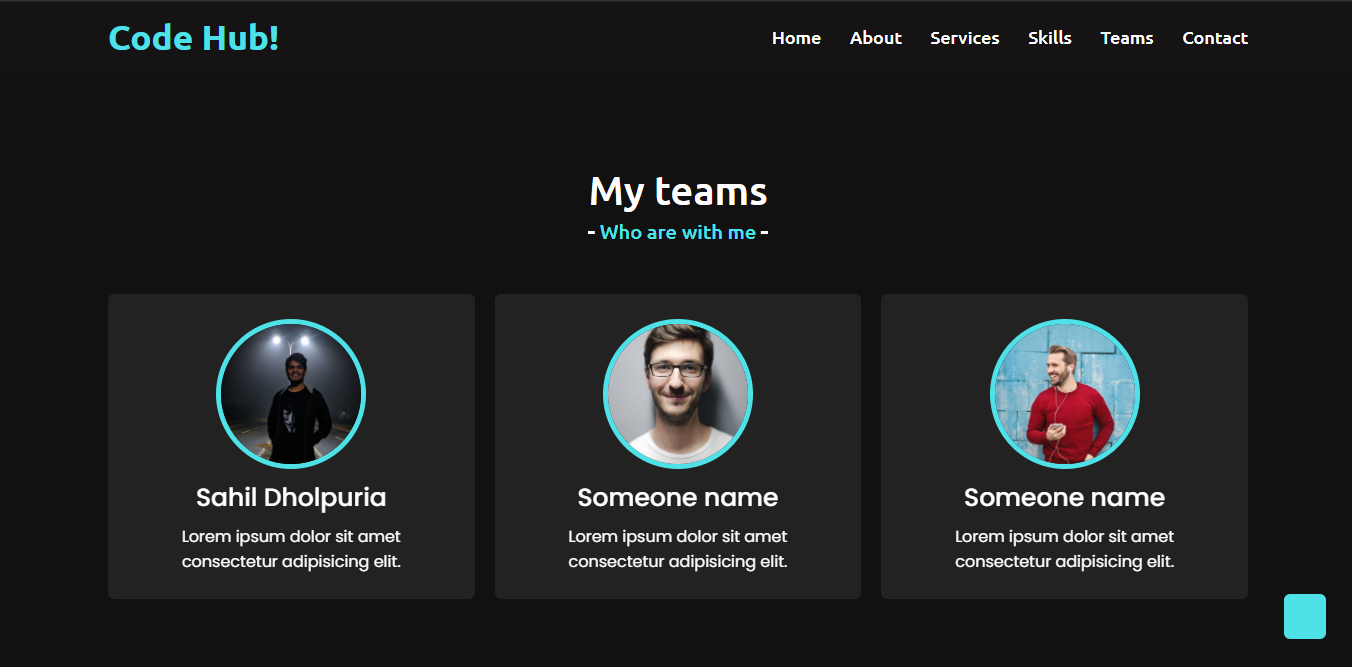 Code Hub!
Home About Services Skills Teams Contact
My teams
- Who are with me -
Sahil Dholpuria
Lorem ipsum dolor sit amet
consectetur adipisicing elit.
Someone name
Lorem ipsum dolor sit amet
consectetur adipisicing elit.
Someone name
Lorem ipsum dolor sit amet
consectetur adipisicing elit.